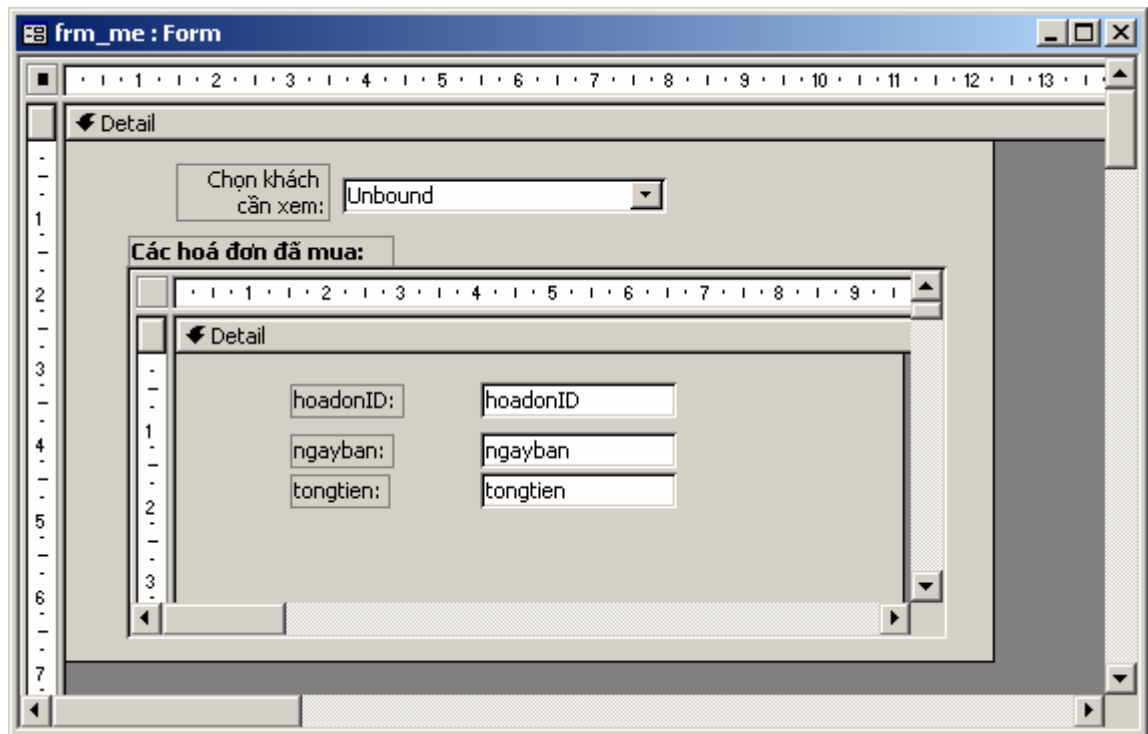 frm_me : Form
1 2 3 4 5 6 7 8 9 10 11 12 13
Detail
Chọn khách
cần xem:
Unbound
Các hoá đơn đã mua:
1 2 3 4 5 6 7 8 9
Detail
hoadonID: hoadonID
ngayban: ngayban
tongtien: tongtien
1
2
3
1
2
3
4
5
6
7